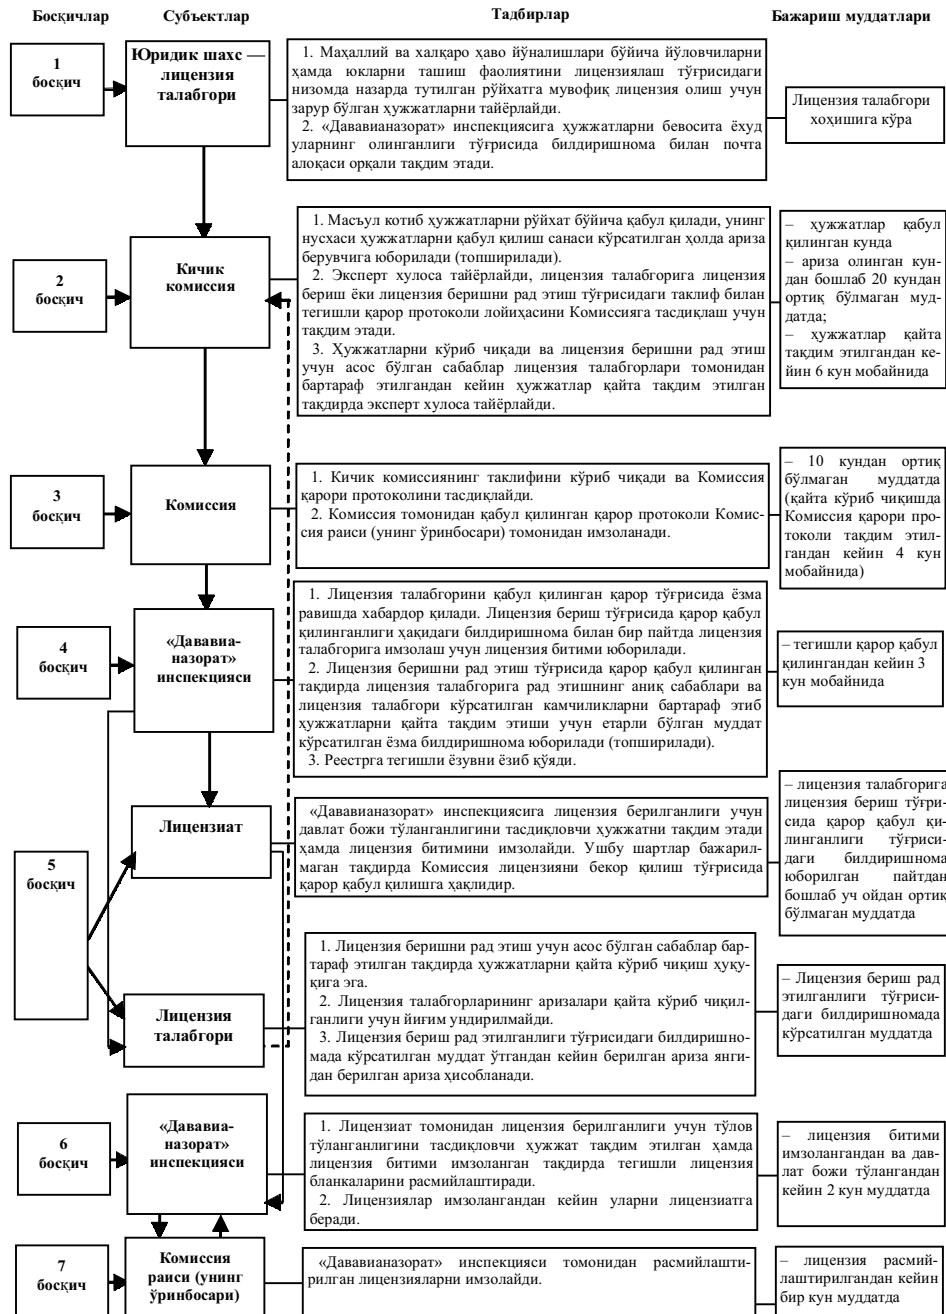 Босқичлар Субъектлар Тадбирлар Бажариш муддатлари
1
босқич
Юридик шахс —
лицензия
талабгори
1. Маҳаллий ва халқаро ҳаво йўналишлари бўйича йўловчиларни
ҳамда юкларни ташиш фаолиятини лицензиялаш тўғрисидаги
низомда назарда тутилган рўйхатга мувофиқ лицензия олиш учун
зарур бўлган ҳужжатларни тайёрлайди.
2. «Дававианазорат» инспекциясига ҳужжатларни бевосита ёхуд
уларнинг олинганлиги тўғрисида билдиришнома билан почта
алоқаси орқали тақдим этади.
Лицензия талабгори
хоҳишига кўра
2
босқич
Кичик
комиссия
1. Масъул котиб ҳужжатларни рўйхат бўйича қабул қилади, унинг
нусхаси ҳужжатларни қабул қилиш санаси кўрсатилган ҳолда ариза
берувчига юборилади (топширилади).
2. Эксперт хулоса тайёрлайди, лицензия талабгорига лицензия
бериш ёки лицензия беришни рад этиш тўғрисидаги таклиф билан
тегишли қарор протоколи лойиҳасини Комиссияга тасдиқлаш учун
тақдим этади.
3. Ҳужжатларни кўриб чиқади ва лицензия беришни рад этиш
учун асос бўлган сабаблар лицензия талабгорлари томонидан
бартараф этилгандан кейин ҳужжатлар қайта тақдим этилган
тақдирда эксперт хулоса тайёрлайди.
– ҳужжатлар қабул
қилинган кунда
– ариза олинган кун-
дан бошлаб 20 кундан
ортиқ бўлмаган муд-
датда;
– ҳужжатлар қайта
тақдим этилгандан ке-
йин 6 кун мобайнида
3
босқич
Комиссия
1. Кичик комиссиянинг таклифини кўриб чиқади ва Комиссия
қарори протоколини тасдиқлайди.
2. Комиссия томонидан қабул қилинган қарор протоколи Комис-
сия раиси (унинг ўринбосари) томонидан имзоланади.
– 10 кундан ортиқ
бўлмаган муддатда
(қайта кўриб чиқишда
Комиссия қарори про-
токоли тақдим этил-
гандан кейин 4 кун
мобайнида)
4
босқич
«Давaвиа-
назорат»
инспекцияси
1. Лицензия талабгорини қабул қилинган қарор тўғрисида ёзма
равишда хабардор қилади. Лицензия бериш тўғрисида қарор қабул
қилинганлиги ҳақидаги билдиришнома билан бир пайтда лицензия
талабгорига имзолаш учун лицензия битими юборилади.
2. Лицензия беришни рад этиш тўғрисида қарор қабул қилинган
тақдирда лицензия талабгорига рад этишнинг аниқ сабаблари ва
лицензия талабгори кўрсатилган камчиликларни бартараф этиб
ҳужжатларни қайта тақдим этиши учун етарли бўлган муддат
кўрсатилган ёзма билдиришнома юборилади (топширилади).
3. Реестрга тегишли ёзувни ёзиб қўяди.
– тегишли қарор қабул
қилингандан кейин 3
кун мобайнида
5
босқич
Лицензиат
«Давaвианазорат» инспекциясига лицензия берилганлиги учун
давлат божи тўланганлигини тасдиқловчи ҳужжатни тақдим этади
ҳамда лицензия битимини имзолайди. Ушбу шартлар бажарил-
маган тақдирда Комиссия лицензияни бекор қилиш тўғрисида
қарор қабул қилишга ҳақлидир.
– лицензия талабгорига
лицензия бериш тўғри-
сида қарор қабул қи-
линганлиги тўғриси-
даги билдиришнома
юборилган пайтдан
бошлаб уч ойдан ортиқ
бўлмаган муддатда
Лицензия
талабгори
1. Лицензия беришни рад этиш учун асос бўлган сабаблар бар-
тараф этилган тақдирда ҳужжатларни қайта кўриб чиқиш ҳуқу-
қига эга.
2. Лицензия талабгорларининг аризалари қайта кўриб чиқил-
ганлиги учун йиғим ундирилмайди.
3. Лицензия бериш рад этилганлиги тўғрисидаги билдиришно-
мада кўрсатилган муддат ўтгандан кейин берилган ариза янги-
дан берилган ариза ҳисобланади.
– Лицензия бериш рад
этилганлиги тўғриси-
даги билдиришномада
кўрсатилган муддатда
6
босқич
«Давaвиа-
назорат»
инспекцияси
1. Лицензиат томонидан лицензия берилганлиги учун тўлов
тўланганлигини тасдиқловчи ҳужжат тақдим этилган ҳамда
лицензия битими имзоланган тақдирда тегишли лицензия
бланкаларини расмийлаштиради.
2. Лицензиялар имзолангандан кейин уларни лицензиатга
беради.
– лицензия битими
имзолангандан ва дав-
лат божи тўлангандан
кейин 2 кун муддатда
7
босқич
Комиссия
раиси (унинг
ўринбосари)
«Давaвианазорат» инспекцияси томонидан расмийлашти-
рилган лицензияларни имзолайди.
– лицензия расмий-
лаштирилгандан кейин
бир кун муддатда